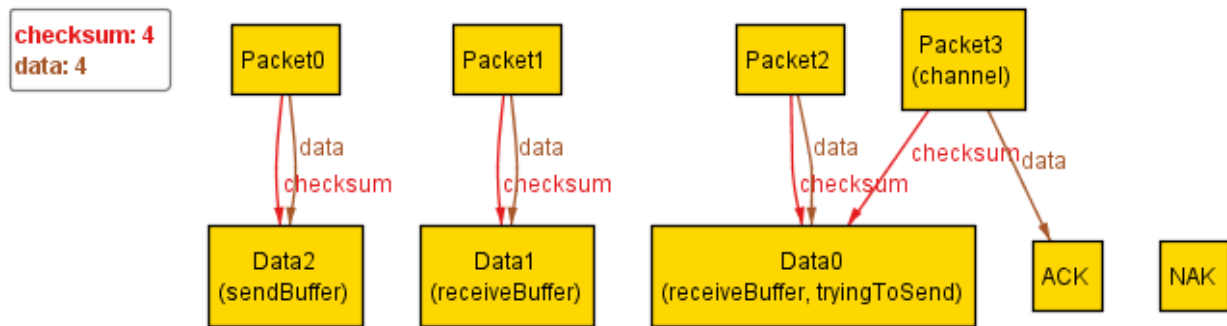 checksum: 4
data: 4
Packet0
Packet1
Packet2
Packet3
(channel)
data
checksum
data
checksum
data
checksum
checksum
data
Data2
(sendBuffer)
Data1
(receiveBuffer)
Data0
(receiveBuffer, tryingToSend)
ACK
NAK